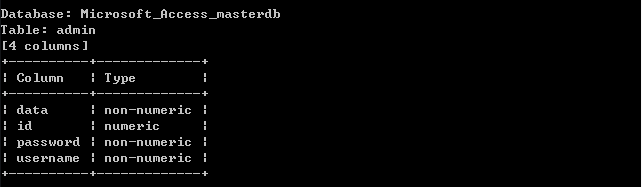 Database: Microsoft_Access_masterdb
Table: admin
[4 columns]
+----------+-------------+
¦ Column   ¦ Type        ¦
+----------+-------------+
¦ data     ¦ non-numeric ¦
¦ id       ¦ numeric     ¦
¦ password ¦ non-numeric ¦
¦ username ¦ non-numeric ¦
+----------+-------------+